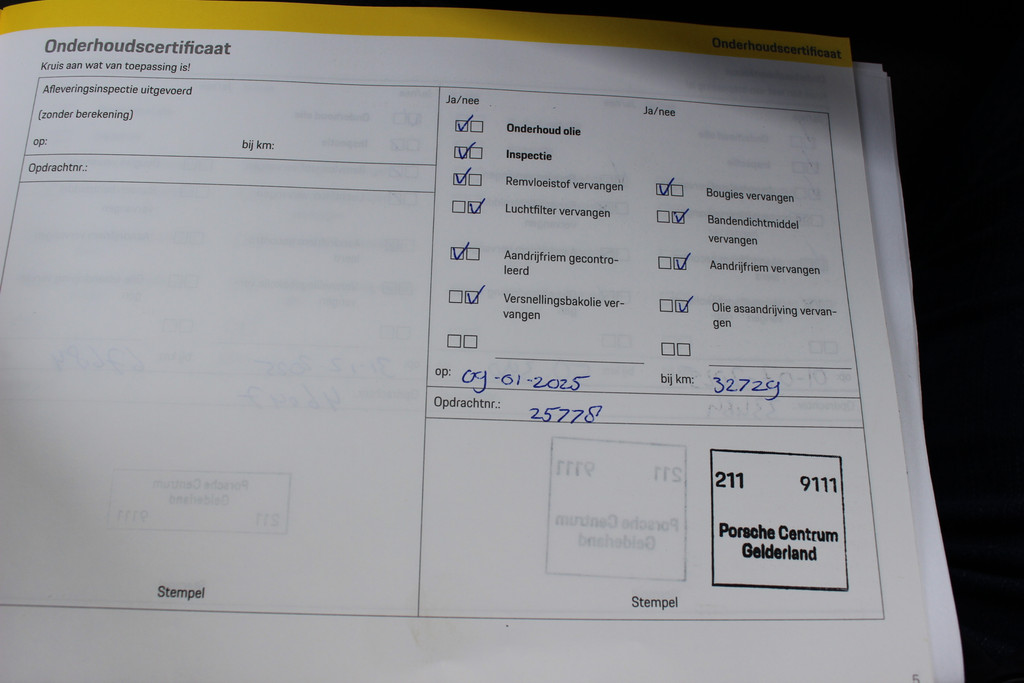 Onderhoudscertificaat
Onderhoudscertificaat
Kruis aan wat van toepassing is!
Afleveringsinspectie uitgevoerd
(zonder berekening)
op: bij km:
Opdrachtnr.:
Ja/nee
Onderhoud olie
Inspectie
Remvloeistof vervangen
Luchtfilter vervangen
Aandrijfriem gecontro-
leerd
Versnellingsbakolie ver-
vangen
Ja/nee
Bougies vervangen
Bandendichtmiddel
vervangen
Aandrijfriem vervangen
Olie asaandrijving vervan-
gen
op: 09-01-2025 bij km: 32729
Opdrachtnr.: 25778
211 9111
Porsche Centrum
Gelderland
Stempel
Stempel
5